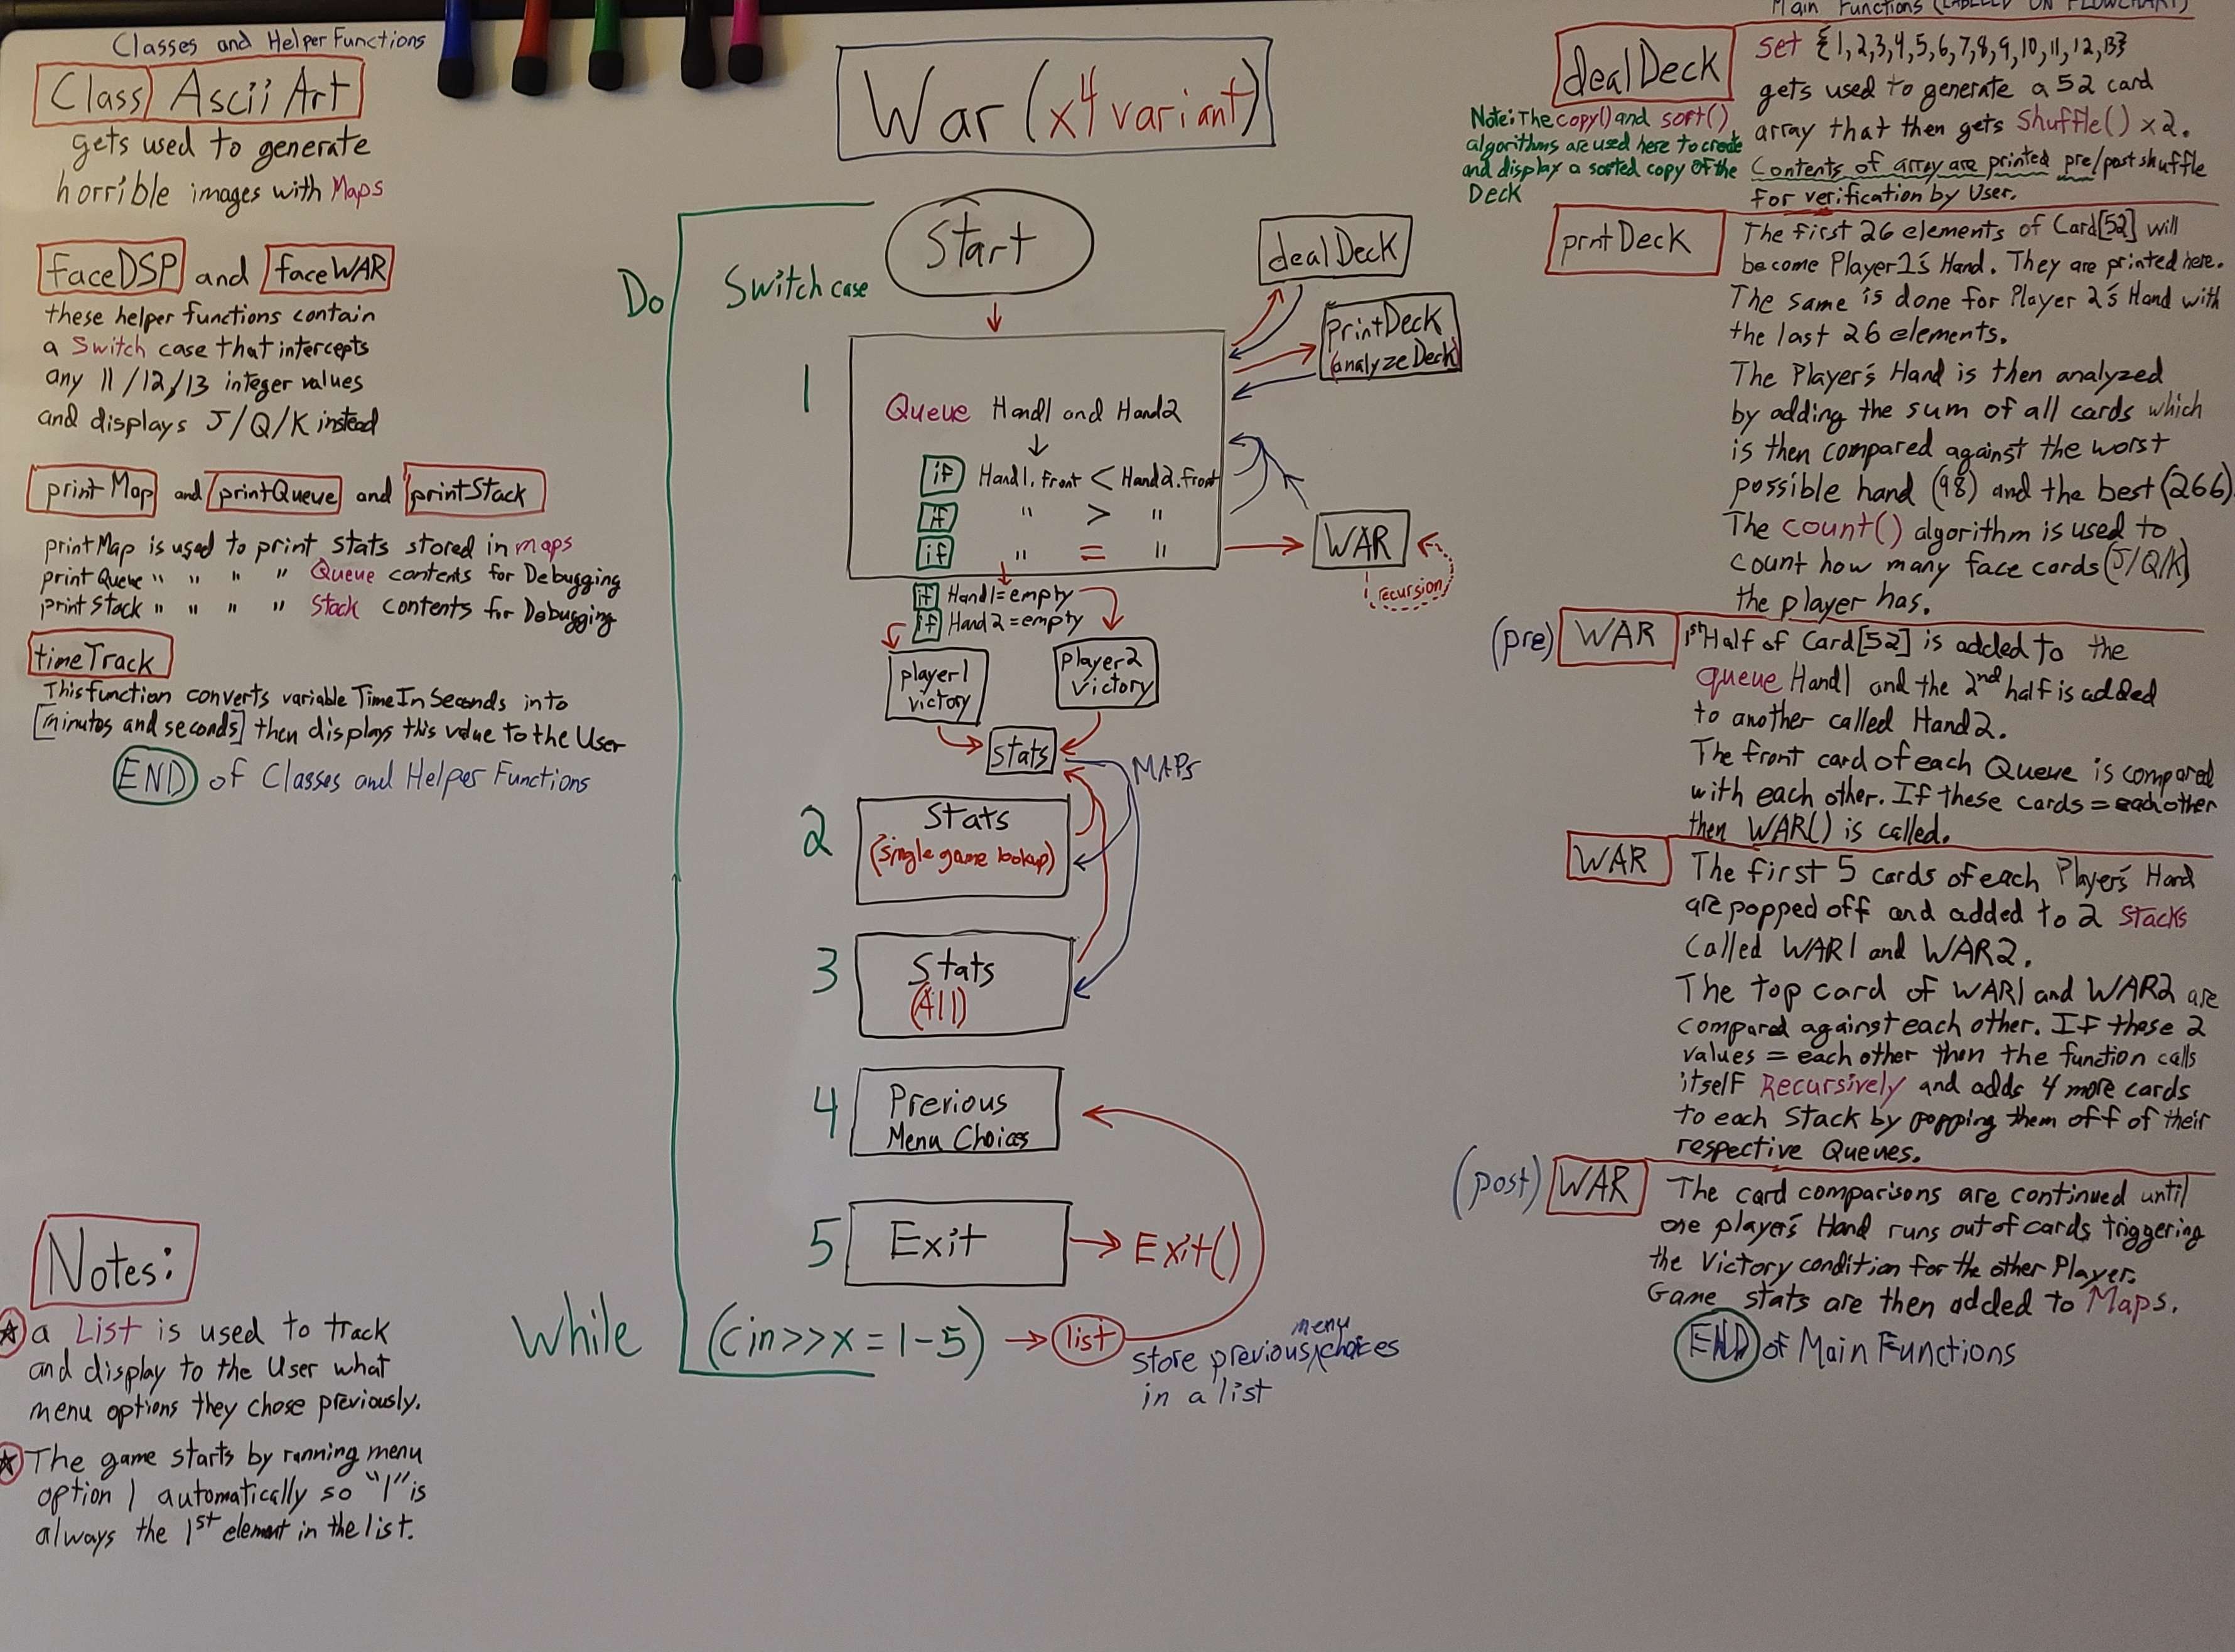 Classes and Helper Functions
Class Ascii Art
gets used to generate
horrible images with Maps
faceDSP and faceWAR
these helper functions contain
a Switch case that intercepts
any 11/12/13 integer values
and displays J/Q/K instead
printMap and printQueue and printStack
printMap is used to print stats stored in maps
printQueue " " " " Queue contents for Debugging
printStack " " " " Stack contents for Debugging
timeTrack
This function converts variable TimeInSeconds into
[minutes and seconds] then displays this value to the User
END of Classes and Helper Functions
Notes:
a List is used to track
and display to the User what
menu options they chose previously.
The game starts by running menu
option 1 automatically so "1" is
always the 1st element in the list.
War (x4 variant)
Start
Do
Switch case
dealDeck
printDeck
(analyzeDeck)
1
Queue Hand1 and Hand2
if Hand1.front < Hand2.front
if " > "
if " = "
WAR
recursion
if Hand1=empty
if Hand2=empty
player1
victory
player2
victory
stats
MAPs
2
Stats
(single game lookup)
3
Stats
(All)
4
Previous
Menu Choices
5
Exit
Exit()
While
(cin>>x = 1-5)
list
menu
store previous choices
in a list
Main Functions (LABELLED ON FLOWCHART)
dealDeck
set {1,2,3,4,5,6,7,8,9,10,11,12,13}
gets used to generate a 52 card
array that then gets Shuffle() x2.
Contents of array are printed pre/post shuffle
for verification by User.
Note: The copy() and sort()
algorithms are used here to create
and display a sorted copy of the
Deck
printDeck
The first 26 elements of Card[52] will
become Player1's Hand. They are printed here.
The same is done for Player 2's Hand with
the last 26 elements.
The Player's Hand is then analyzed
by adding the sum of all cards which
is then compared against the worst
possible hand (98) and the best (266)
The count() algorithm is used to
count how many face cards (J/Q/K)
the player has.
(pre) WAR
1st Half of Card[52] is added to the
queue Hand1 and the 2nd half is added
to another called Hand2.
The front card of each Queue is compared
with each other. If these cards = each other
then WAR() is called.
WAR
The first 5 cards of each Player's Hand
are popped off and added to 2 Stacks
called WAR1 and WAR2.
The top card of WAR1 and WAR2 are
compared against each other. If these 2
values = each other then the function calls
itself Recursively and adds 4 more cards
to each Stack by popping them off of their
respective Queues.
(post) WAR
The card comparisons are continued until
one player's Hand runs out of cards triggering
the Victory condition for the other Player.
Game stats are then added to Maps.
END of Main Functions